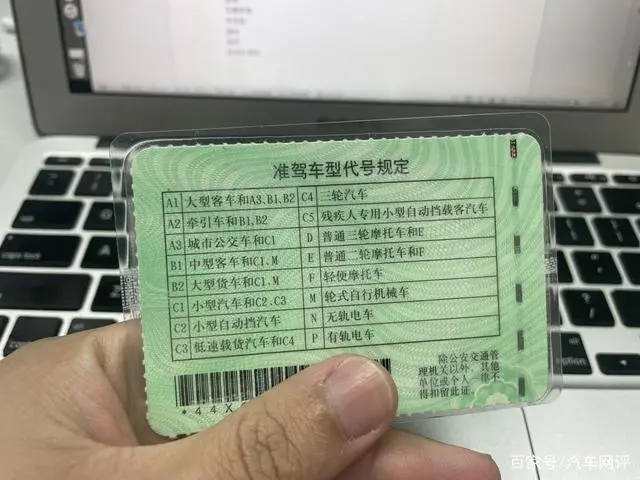 准驾车型代号规定
A1 大型客车和A3、B1、B2
A2 牵引车和B1、B2
A3 城市公交车和C1
B1 中型客车和C1、M
B2 大型货车和C1、M
C1 小型汽车和C2、C3
C2 小型自动挡汽车
C3 低速载货汽车和C4
C4 三轮汽车
C5 残疾人专用小型自动挡载客汽车
D 普通三轮摩托车和E
E 普通二轮摩托车和F
F 轻便摩托车
M 轮式自行机械车
N 无轨电车
P 有轨电车
除公安交通管
理机关以外，其他
单位或个人一律不
得扣留此证。
*44X
百家号/汽车网评